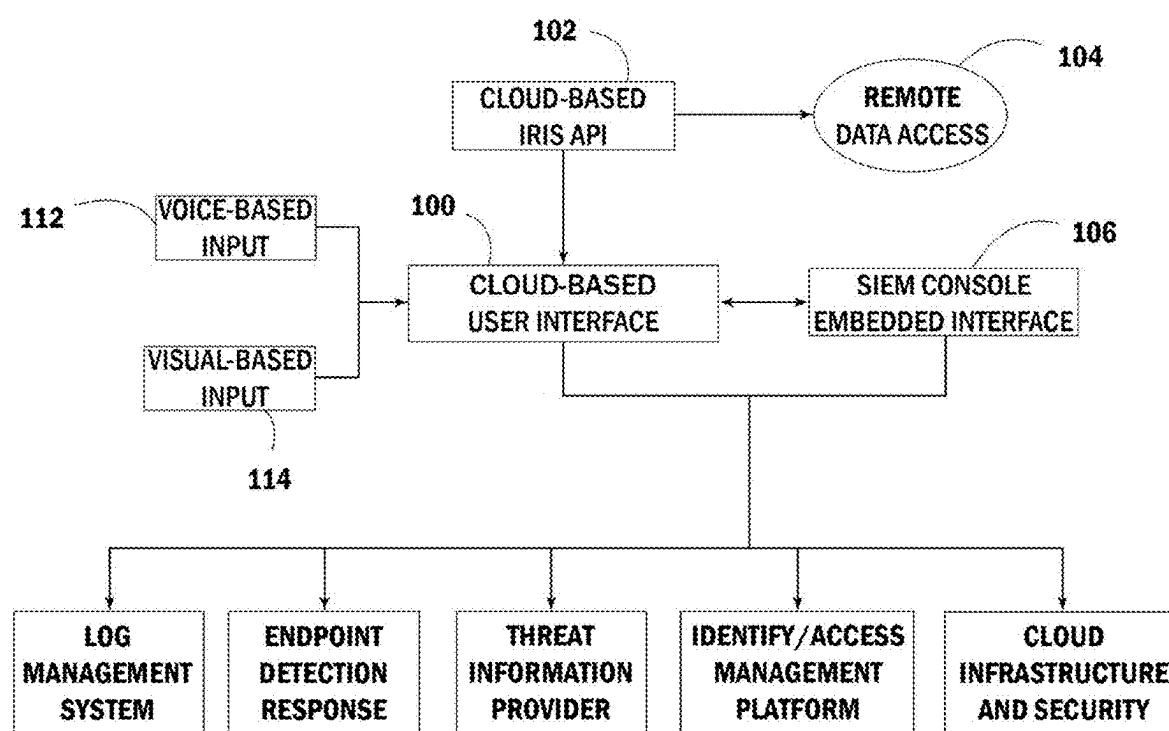 102
CLOUD-BASED
IRIS API
104
REMOTE
DATA ACCESS
112
VOICE-BASED
INPUT
100
CLOUD-BASED
USER INTERFACE
106
SIEM CONSOLE
EMBEDDED INTERFACE
VISUAL-BASED
INPUT
114
LOG
MANAGEMENT
SYSTEM
ENDPOINT
DETECTION
RESPONSE
THREAT
INFORMATION
PROVIDER
IDENTIFY/ACCESS
MANAGEMENT
PLATFORM
CLOUD
INFRASTRUCTURE
AND SECURITY